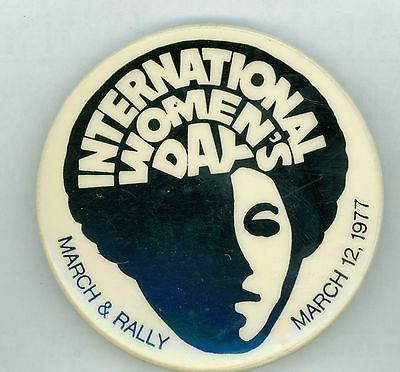 INTERNATIONAL
WOMEN'S
DAY
MARCH & RALLY
MARCH 12, 1977